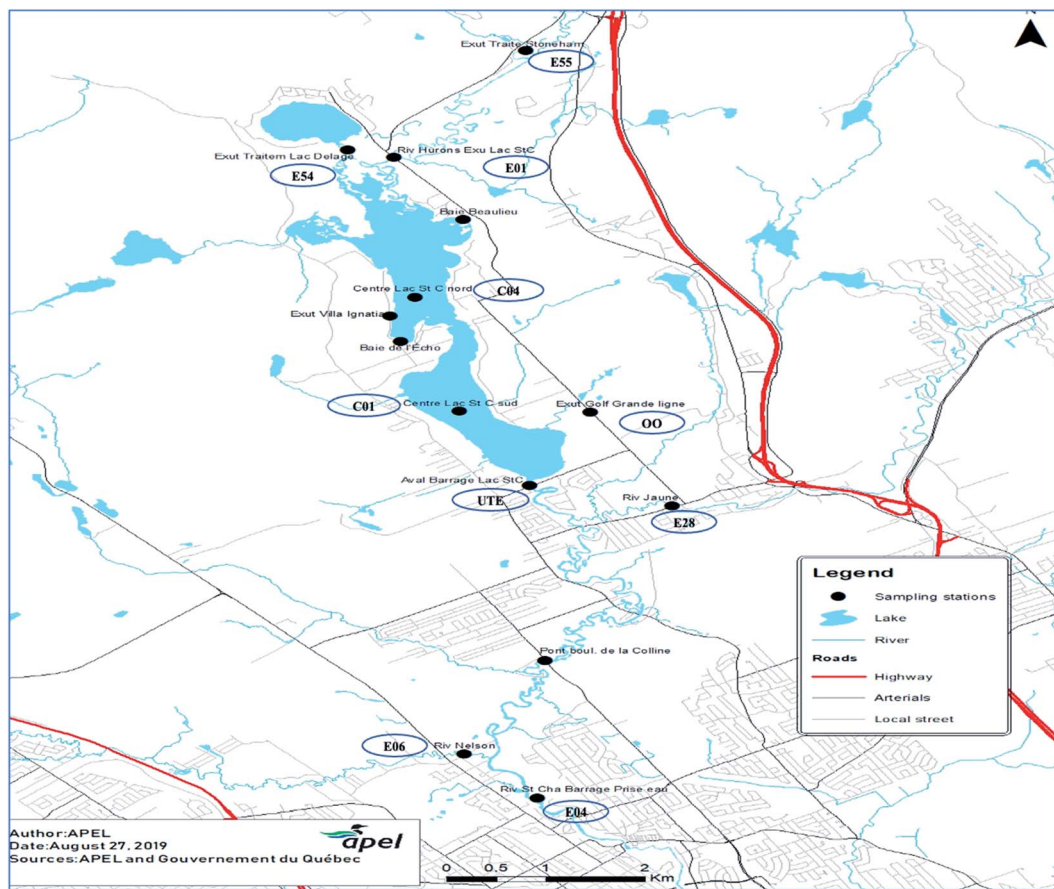 Exut Traite Stoneham
E55
Exut Traitem Lac Delage
Riv Hurons Exu Lac StC
E54
E01
Baie Beaulieu
Centre Lac St C nord
C04
Exut Villa Ignatia
Baie de l'Écho
C01
Centre Lac St C sud
Exut Golf Grande ligne
OO
Aval Barrage Lac StC
UTE
Riv Jaune
E28
Legend
Sampling stations
Lake
River
Roads
Highway
Arterials
Local street
Pont boul. de la Colline
E06
Riv Nelson
Riv St Cha Barrage Prise eau
E04
Author:APEL
Date:August 27, 2019
Sources:APEL and Gouvernement du Québec
apel
0 0.5 1 2
Km